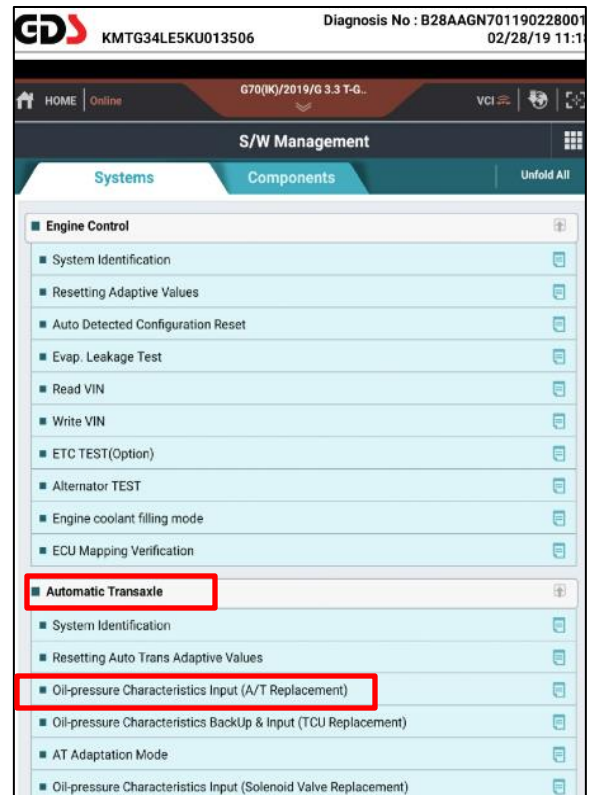 GDS KMTG34LE5KU013506
Diagnosis No : B28AAGN701190228001
02/28/19 11:18
HOME Online
G70(IK)/2019/G 3.3 T-G..
VCI
S/W Management
Systems
Components
Unfold All
Engine Control
System Identification
Resetting Adaptive Values
Auto Detected Configuration Reset
Evap. Leakage Test
Read VIN
Write VIN
ETC TEST(Option)
Alternator TEST
Engine coolant filling mode
ECU Mapping Verification
Automatic Transaxle
System Identification
Resetting Auto Trans Adaptive Values
Oil-pressure Characteristics Input (A/T Replacement)
Oil-pressure Characteristics BackUp & Input (TCU Replacement)
AT Adaptation Mode
Oil-pressure Characteristics Input (Solenoid Valve Replacement)